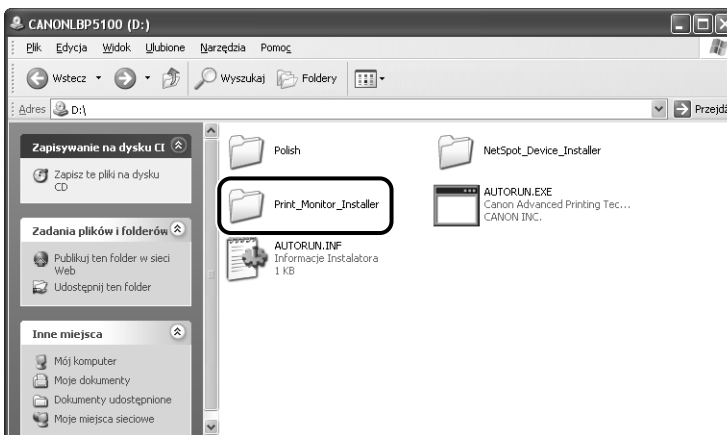 CANONLBP5100 (D:)
Plik Edycja Widok Ulubione Narzędzia Pomoc
Wstecz Wyszukaj Foldery
Adres D:\ Przejdź
Zapisywanie na dysku CD
Zapisz te pliki na dysku
CD
Zadania plików i folderów
Publikuj ten folder w sieci
Web
Udostępnij ten folder
Inne miejsca
Mój komputer
Moje dokumenty
Dokumenty udostępnione
Moje miejsca sieciowe
Polish
NetSpot_Device_Installer
Print_Monitor_Installer
AUTORUN.EXE
Canon Advanced Printing Tec...
CANON INC.
AUTORUN.INF
Informacje Instalatora
1 KB